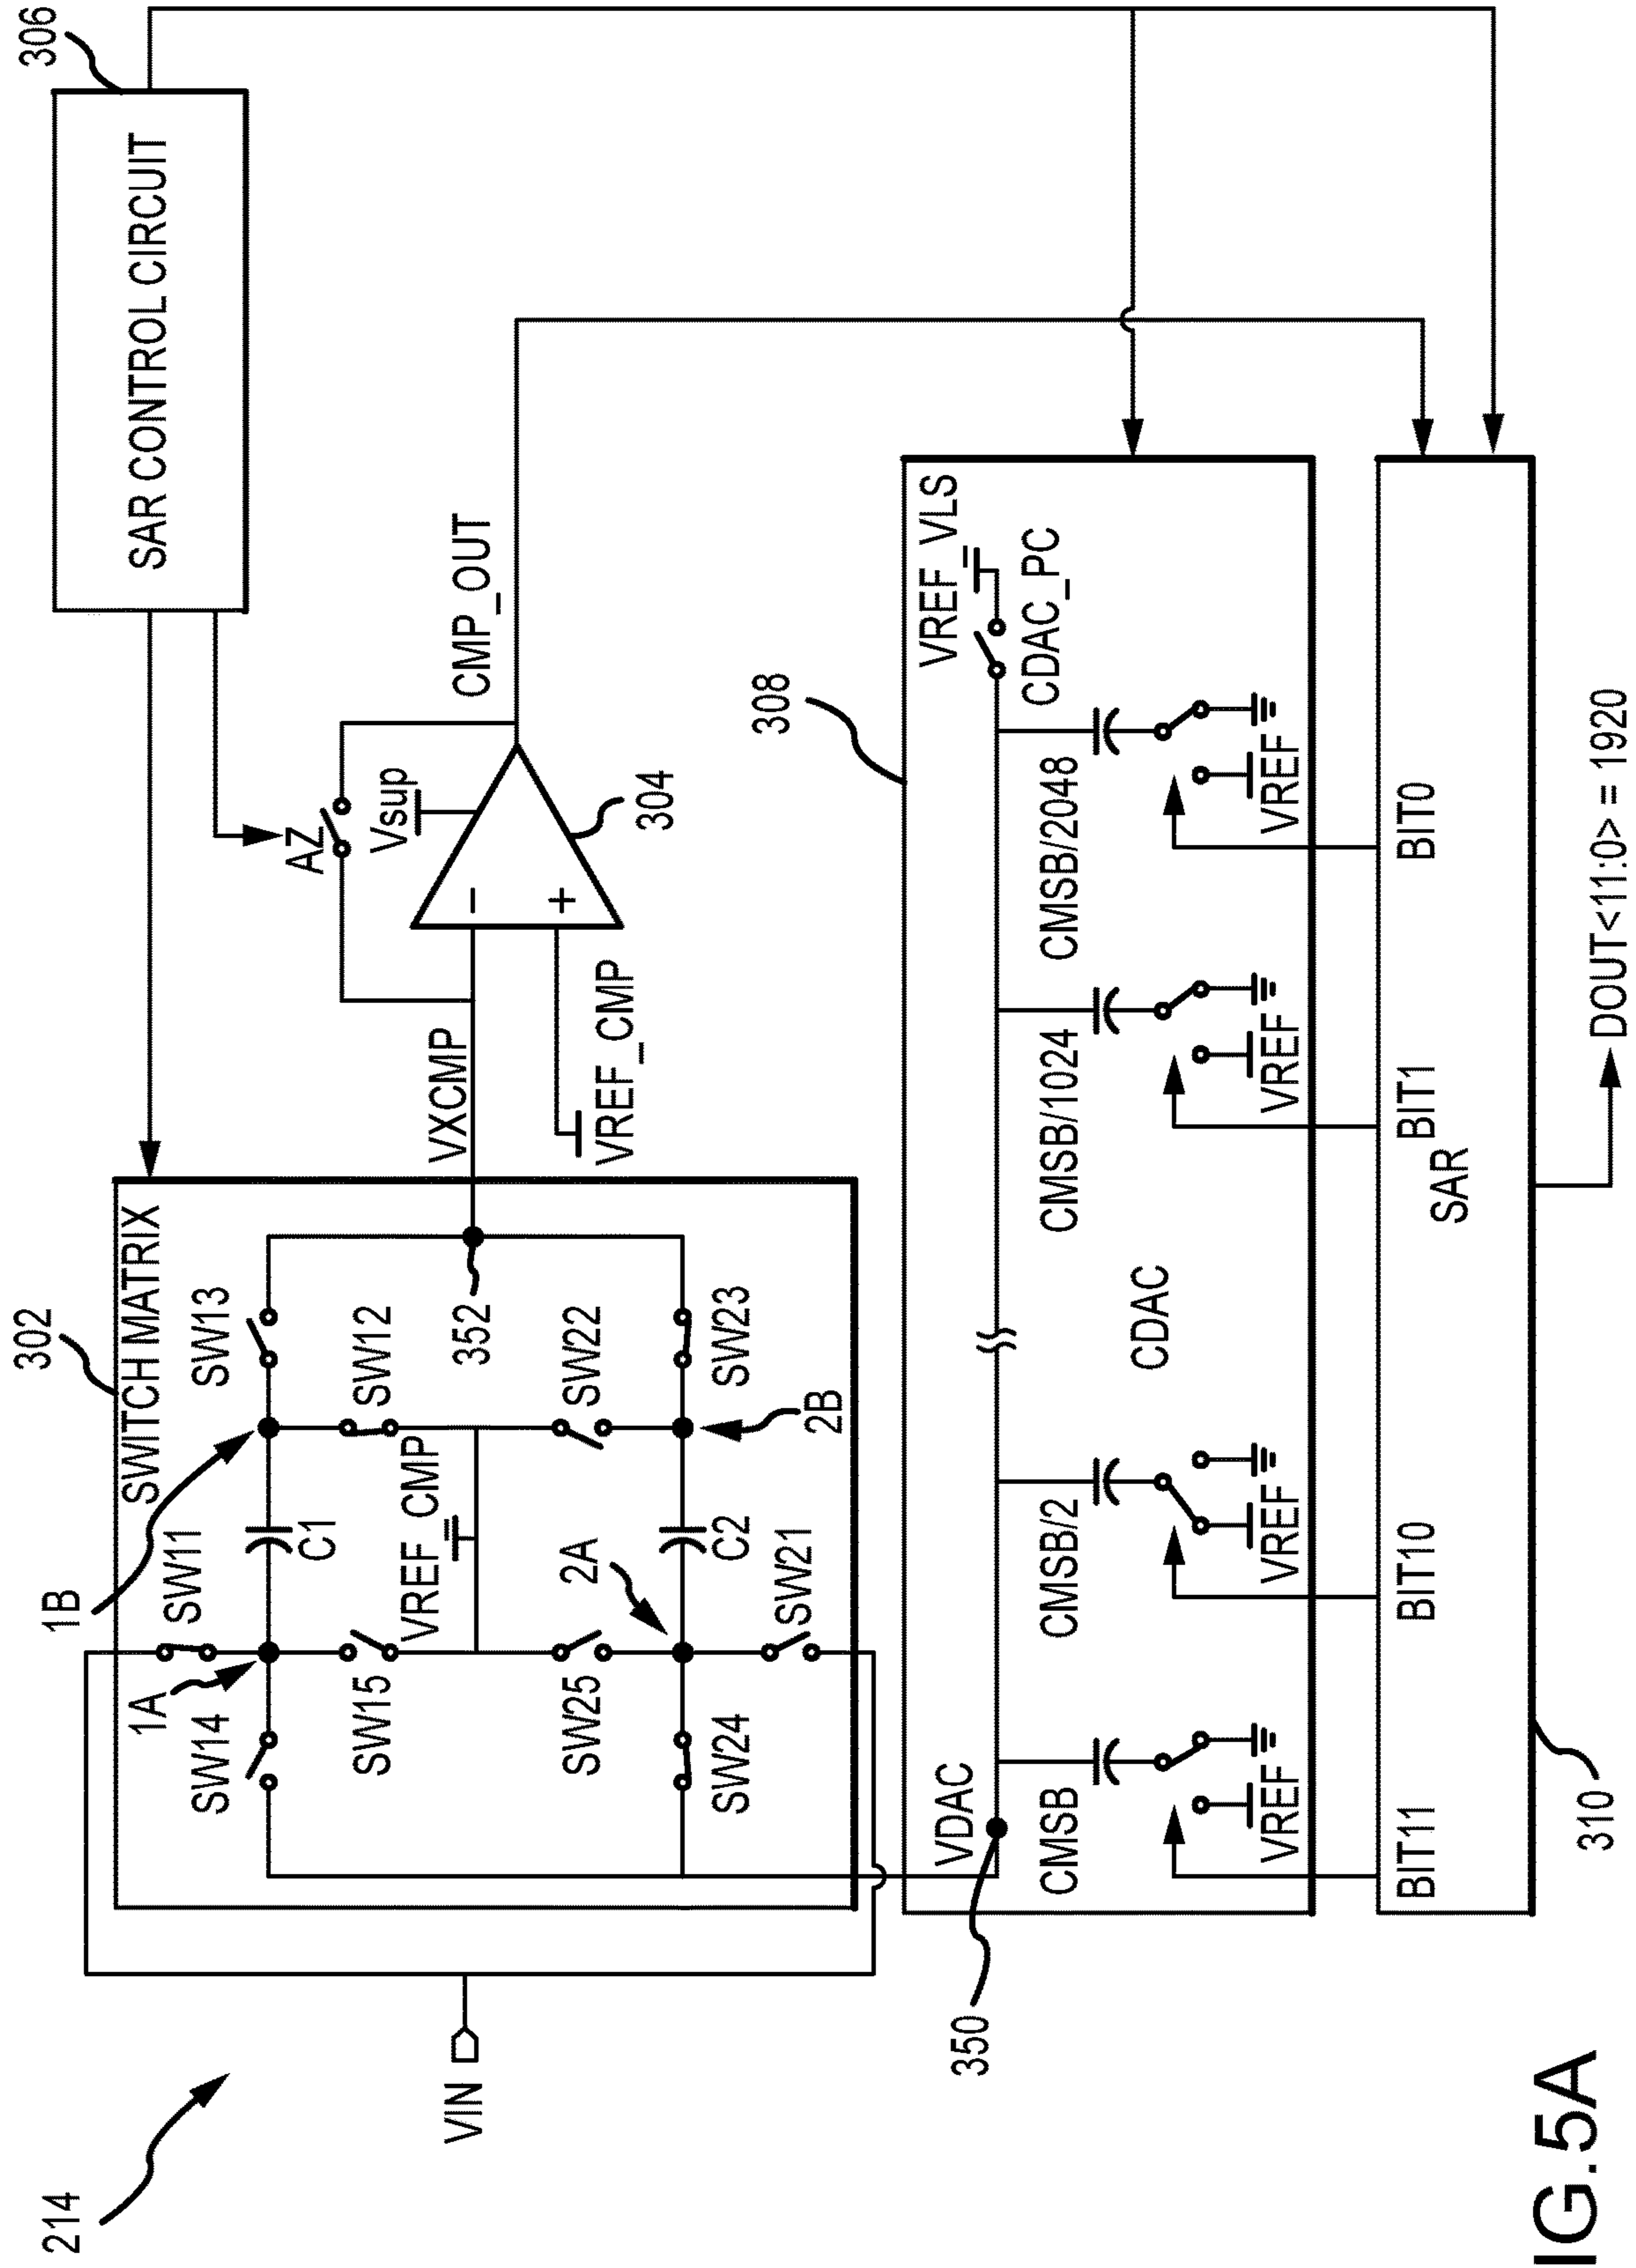 214
VIN
302
SWITCH MATRIX
1B
SW11
1A
SW14
C1
SW13
SW12
SW15
VREF_CMP
352
SW22
SW25
2A
SW24
C2
SW23
SW21
2B
306
SAR CONTROL CIRCUIT
AZ
Vsup
CMP_OUT
VXCMP
VREF_CMP
304
308
350
VDAC
VREF_VLS
CDAC_PC
CMSB
CMSB/2
CMSB/1024
CMSB/2048
CDAC
VREF
VREF
VREF
VREF
BIT11
BIT10
BIT1
BIT0
SAR
310
DOUT<11:0> = 1920
IG.5A